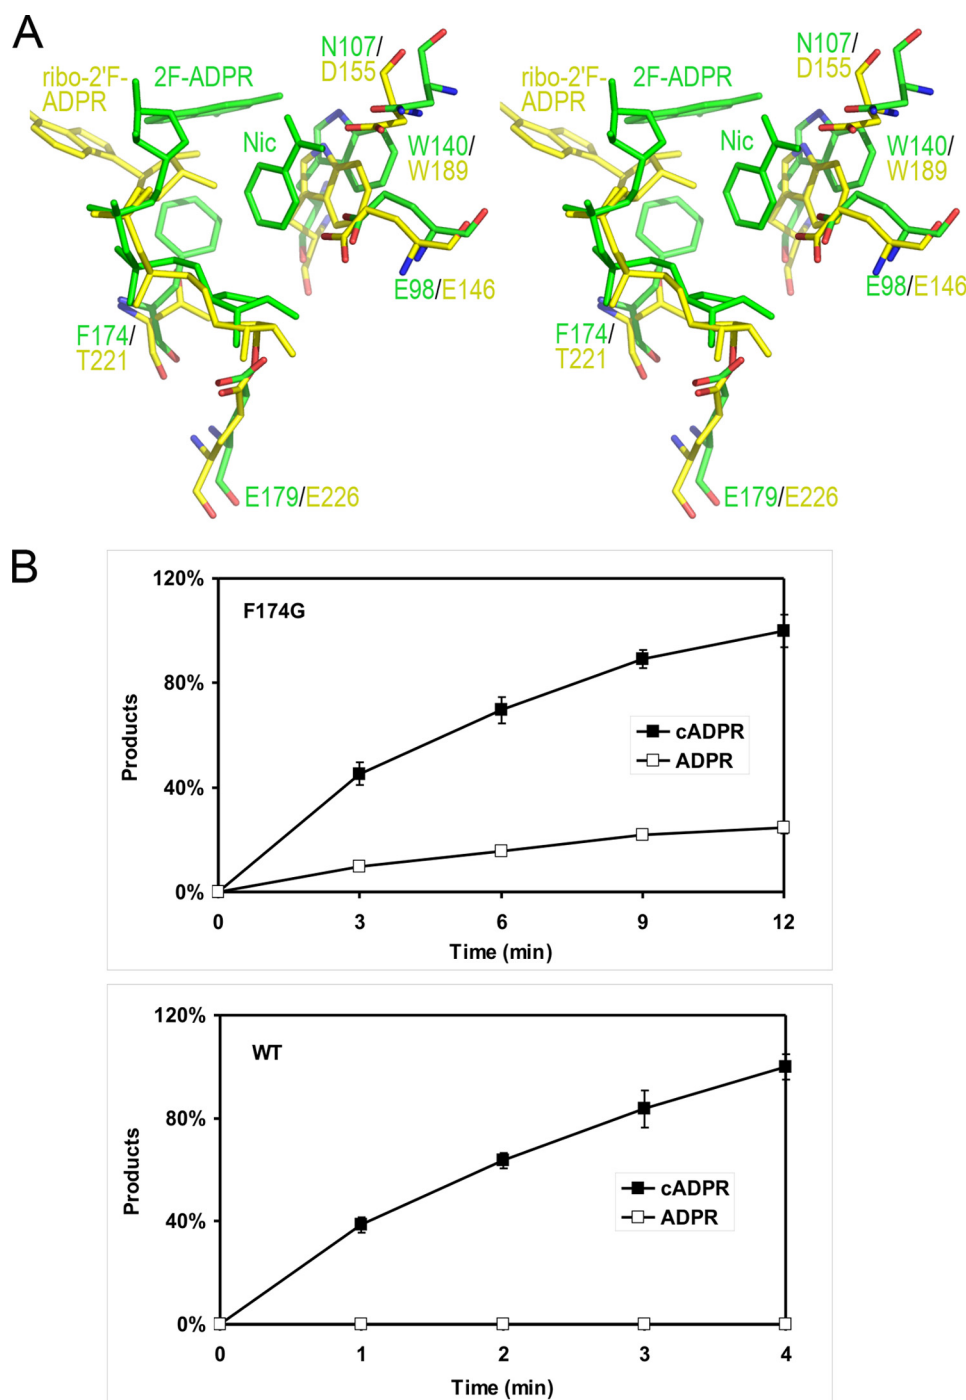 A
ribo-2'F-
ADPR
2F-ADPR
N107/
D155
Nic
W140/
W189
E98/E146
F174/
T221
E179/E226
ribo-2'F-
ADPR
2F-ADPR
N107/
D155
Nic
W140/
W189
E98/E146
F174/
T221
E179/E226
B
120%
80%
40%
0%
Products
F174G
cADPR
ADPR
0 3 6 9 12
Time (min)
120%
80%
40%
0%
Products
WT
cADPR
ADPR
0 1 2 3 4
Time (min)